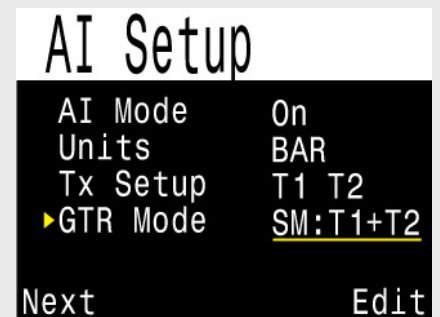 AI Setup
AI Mode On
Units BAR
Tx Setup T1 T2
GTR Mode SM:T1+T2
Next Edit